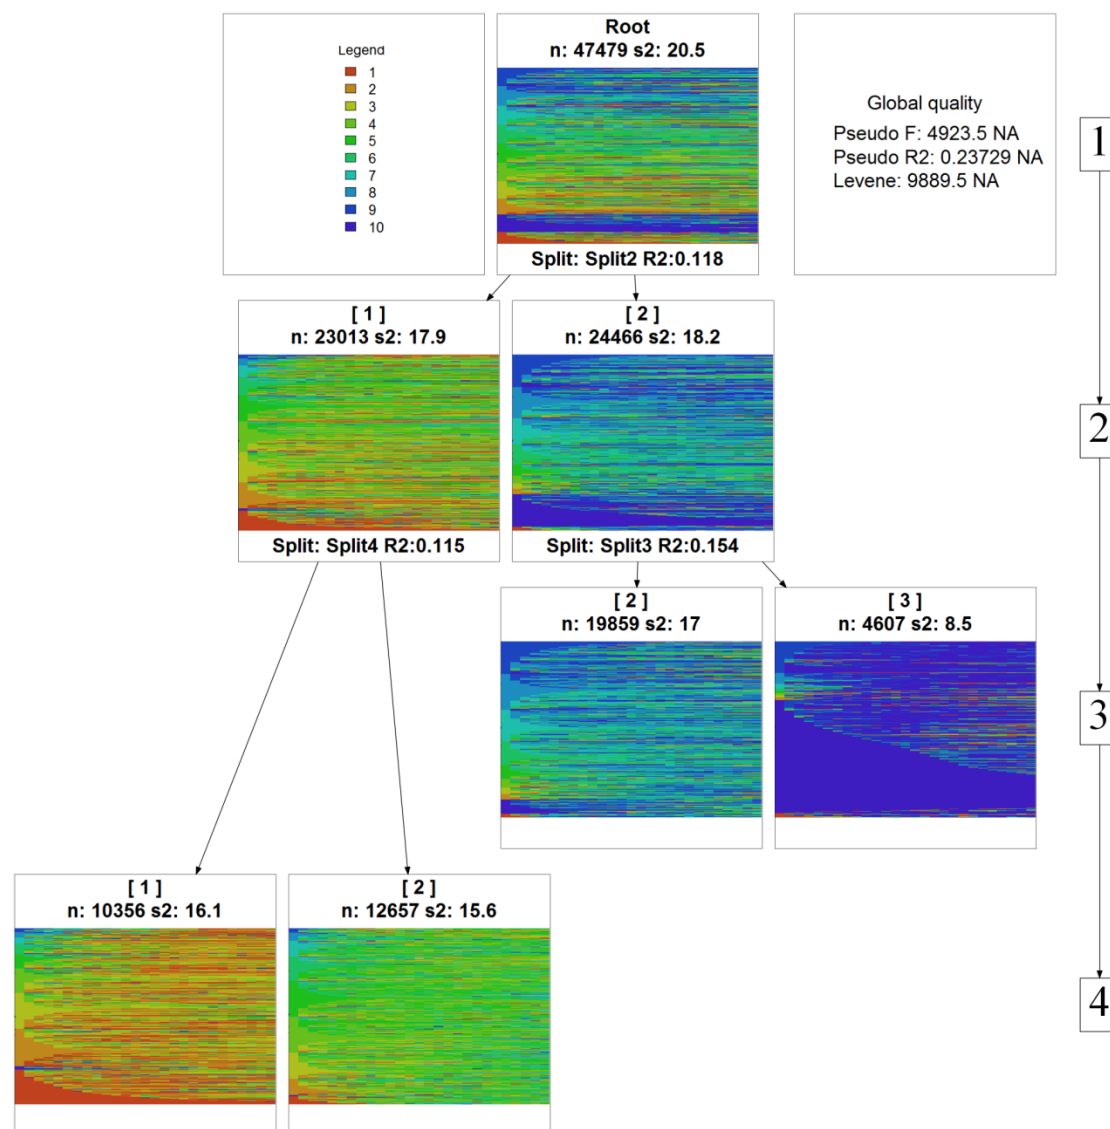 Legend
1
2
3
4
5
6
7
8
9
10
Root
n: 47479 s2: 20.5
Split: Split2 R2:0.118
Global quality
Pseudo F: 4923.5 NA
Pseudo R2: 0.23729 NA
Levene: 9889.5 NA
1
[ 1 ]
n: 23013 s2: 17.9
Split: Split4 R2:0.115
[ 2 ]
n: 24466 s2: 18.2
Split: Split3 R2:0.154
2
[ 2 ]
n: 19859 s2: 17
[ 3 ]
n: 4607 s2: 8.5
3
[ 1 ]
n: 10356 s2: 16.1
[ 2 ]
n: 12657 s2: 15.6
4